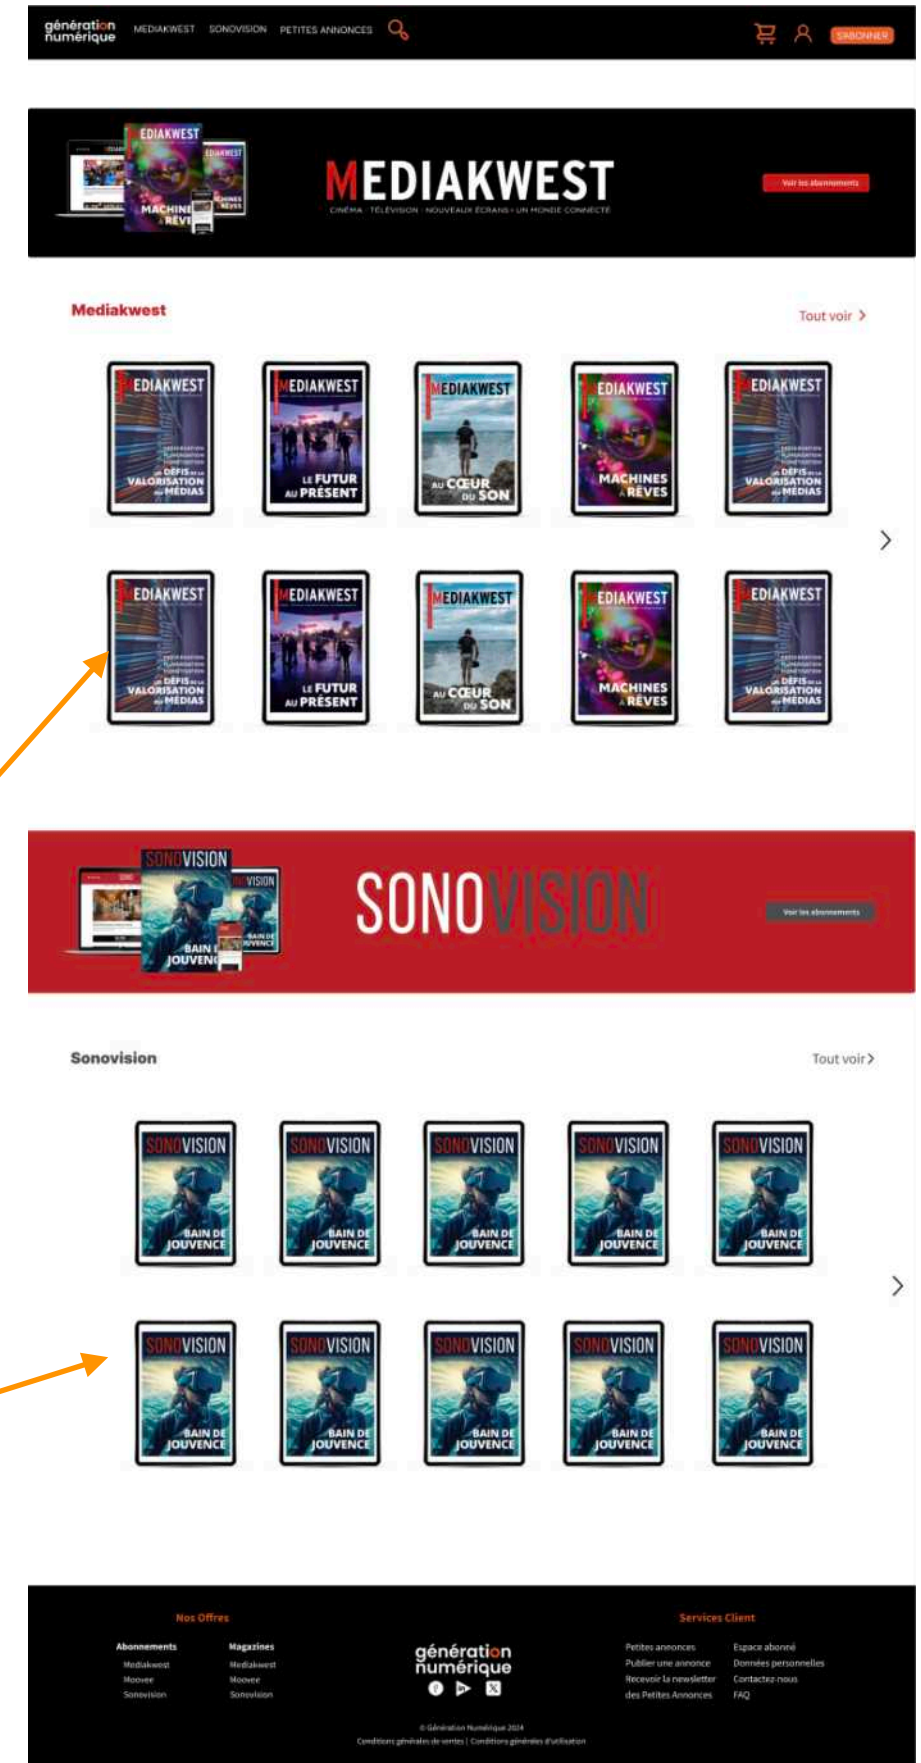 génération
numérique
MEDIAKWEST SONOVISION PETITES ANNONCES
S'ABONNER
MEDIAKWEST
MACHINES
À RÊVES
MEDIAKWEST
CINÉMA · TÉLÉVISION · NOUVEAUX ÉCRANS · UN MONDE CONNECTÉ
Voir les abonnements
Mediakwest
Tout voir >
MEDIAKWEST MEDIAKWEST MEDIAKWEST MEDIAKWEST MEDIAKWEST
LES DÉFIS DE LA
VALORISATION
DES MÉDIAS
LE FUTUR
AU PRÉSENT
AU CŒUR
DU SON
MACHINES
À RÊVES
LES DÉFIS DE LA
VALORISATION
DES MÉDIAS
MEDIAKWEST MEDIAKWEST MEDIAKWEST MEDIAKWEST MEDIAKWEST
LES DÉFIS DE LA
VALORISATION
DES MÉDIAS
LE FUTUR
AU PRÉSENT
AU CŒUR
DU SON
MACHINES
À RÊVES
LES DÉFIS DE LA
VALORISATION
DES MÉDIAS
SONOVISION
BAIN DE
JOUVENCE
SONOVISION
Voir les abonnements
Sonovision
Tout voir >
SONOVISION SONOVISION SONOVISION SONOVISION SONOVISION
BAIN DE BAIN DE BAIN DE BAIN DE BAIN DE
JOUVENCE JOUVENCE JOUVENCE JOUVENCE JOUVENCE
SONOVISION SONOVISION SONOVISION SONOVISION SONOVISION
BAIN DE BAIN DE BAIN DE BAIN DE BAIN DE
JOUVENCE JOUVENCE JOUVENCE JOUVENCE JOUVENCE
Nos Offres
Abonnements
Mediakwest
Moovee
Sonovision
Magazines
Mediakwest
Moovee
Sonovision
génération
numérique
Services Client
Petites annonces
Publier une annonce
Recevoir la newsletter
des Petites Annonces
Espace abonné
Données personnelles
Contactez-nous
FAQ
© Génération Numérique 2024
Conditions générales de ventes | Conditions générales d'utilisation